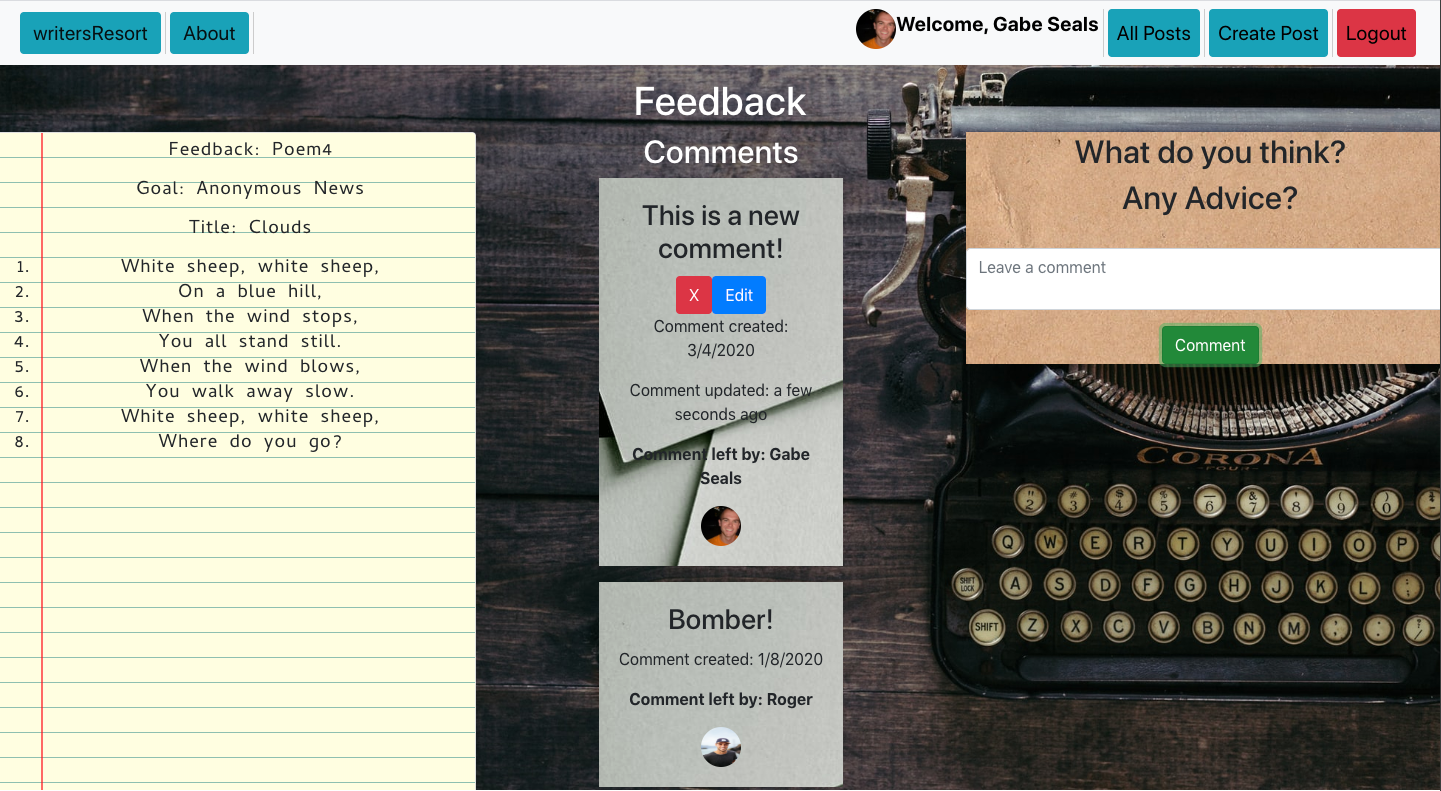 writersResort
About
Welcome, Gabe Seals
All Posts
Create Post
Logout
Feedback
Feedback: Poem4
Goal: Anonymous News
Title: Clouds
1. White sheep, white sheep,
2. On a blue hill,
3. When the wind stops,
4. You all stand still.
5. When the wind blows,
6. You walk away slow.
7. White sheep, white sheep,
8. Where do you go?
Comments
This is a new
comment!
X
Edit
Comment created:
3/4/2020
Comment updated: a few
seconds ago
Comment left by: Gabe
Seals
Bomber!
Comment created: 1/8/2020
Comment left by: Roger
What do you think?
Any Advice?
Leave a comment
Comment
CORONA
FOUR
" 2 # 3 $ 4 % 5 — 6 & 7 ' 8 ( 9 ) 0
Q W E R T Y U I O P
SHIFT LOCK A S D F G H J K L ;
SHIFT Z X C V B N M